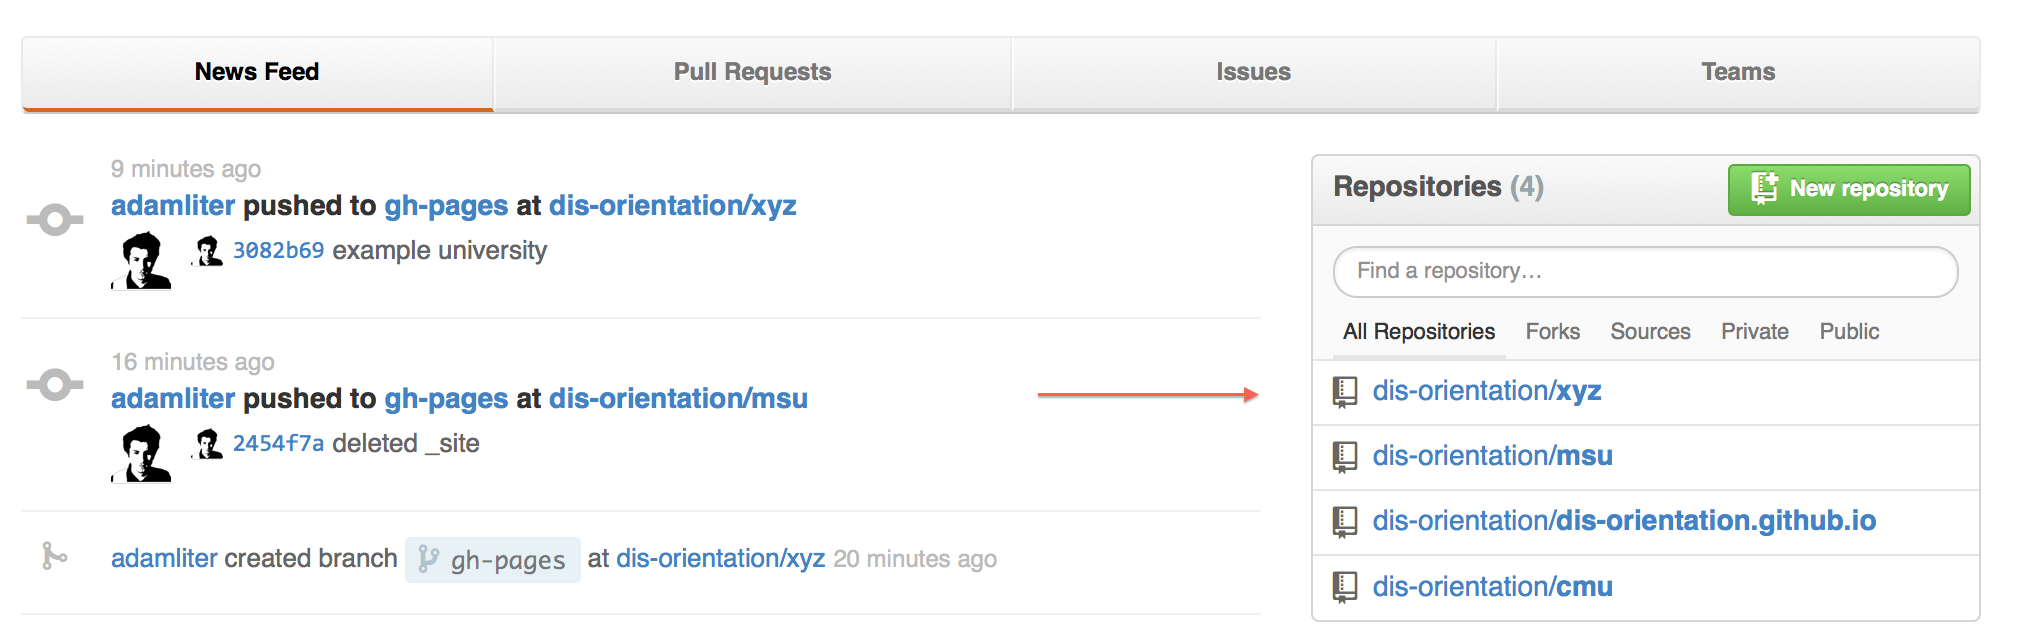 News Feed
Pull Requests
Issues
Teams
9 minutes ago
adamliter pushed to gh-pages at dis-orientation/xyz
3082b69 example university
16 minutes ago
adamliter pushed to gh-pages at dis-orientation/msu
2454f7a deleted _site
adamliter created branch gh-pages at dis-orientation/xyz 20 minutes ago
Repositories (4)
New repository
Find a repository…
All Repositories Forks Sources Private Public
dis-orientation/xyz
dis-orientation/msu
dis-orientation/dis-orientation.github.io
dis-orientation/cmu